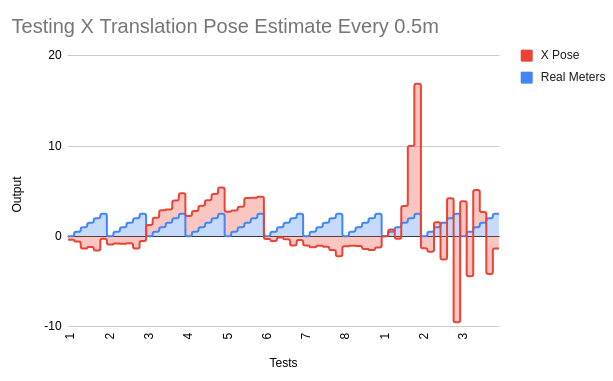 Testing X Translation Pose Estimate Every 0.5m
20
10
0
-10
Output
1 2 3 4 5 6 7 8 1 2 3
Tests
X Pose
Real Meters